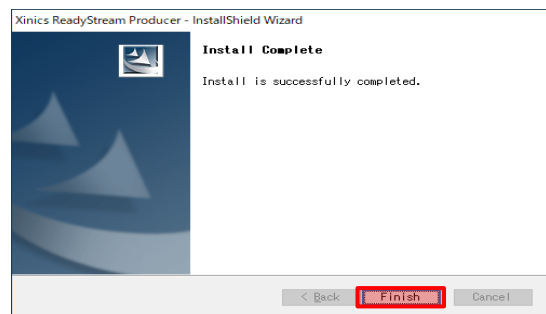 Xinics ReadyStream Producer - InstallShield Wizard
Install Complete
Install is successfully completed.
< Back
Finish
Cancel